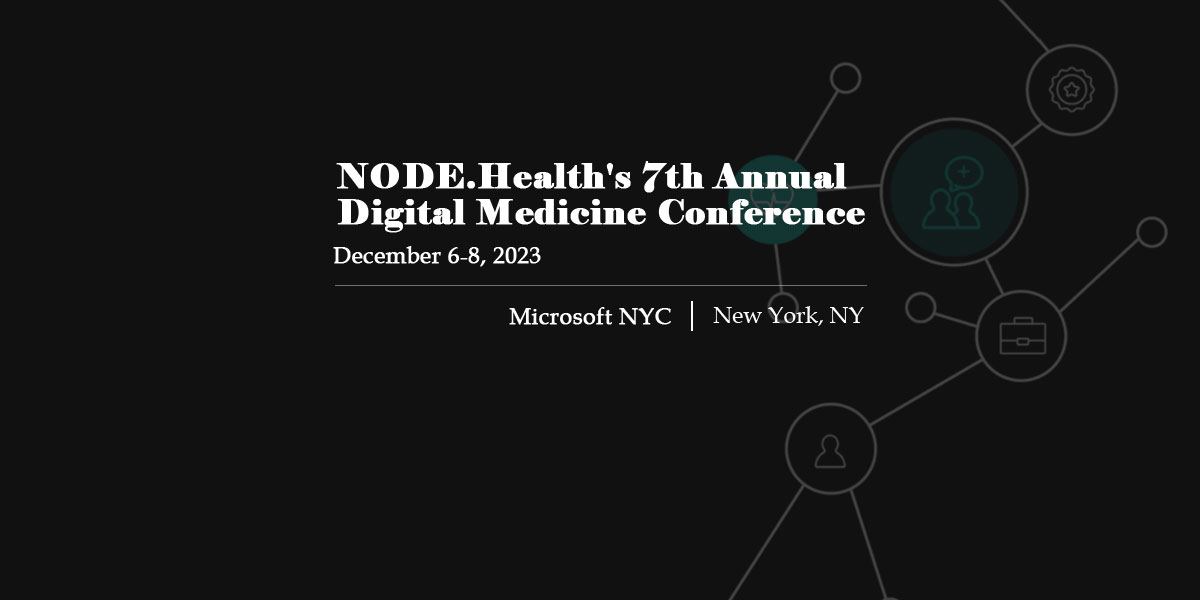 NODE.Health's 7th Annual
Digital Medicine Conference
December 6-8, 2023
Microsoft NYC | New York, NY